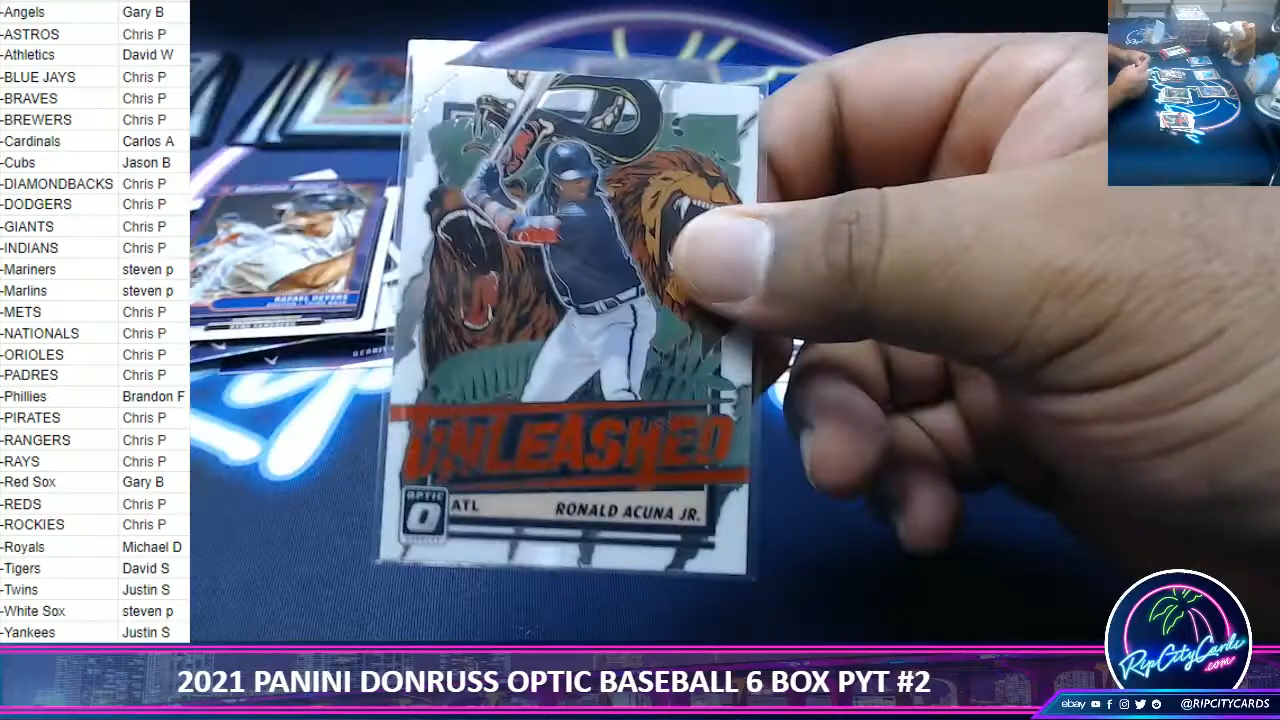 -Angels Gary B
-ASTROS Chris P
-Athletics David W
-BLUE JAYS Chris P
-BRAVES Chris P
-BREWERS Chris P
-Cardinals Carlos A
-Cubs Jason B
-DIAMONDBACKS Chris P
-DODGERS Chris P
-GIANTS Chris P
-INDIANS Chris P
-Mariners steven p
-Marlins steven p
-METS Chris P
-NATIONALS Chris P
-ORIOLES Chris P
-PADRES Chris P
-Phillies Brandon F
-PIRATES Chris P
-RANGERS Chris P
-RAYS Chris P
-Red Sox Gary B
-REDS Chris P
-ROCKIES Chris P
-Royals Michael D
-Tigers David S
-Twins Justin S
-White Sox steven p
-Yankees Justin S
RAFAEL DEVERS
UNLEASHED
OPTIC
ATL RONALD ACUNA JR.
RipCityCards
.com
2021 PANINI DONRUSS OPTIC BASEBALL 6 BOX PYT #2
ebay @RIPCITYCARDS